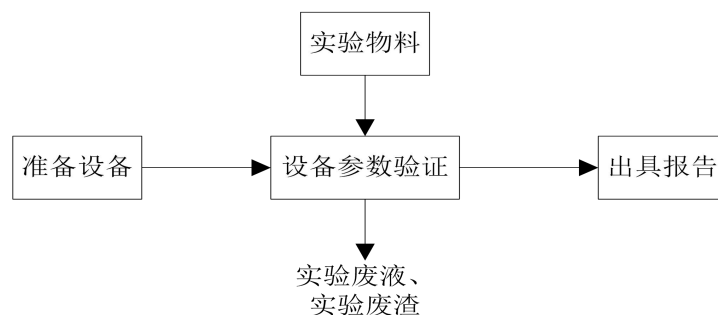 实验物料
准备设备
设备参数验证
出具报告
实验废液、
实验废渣